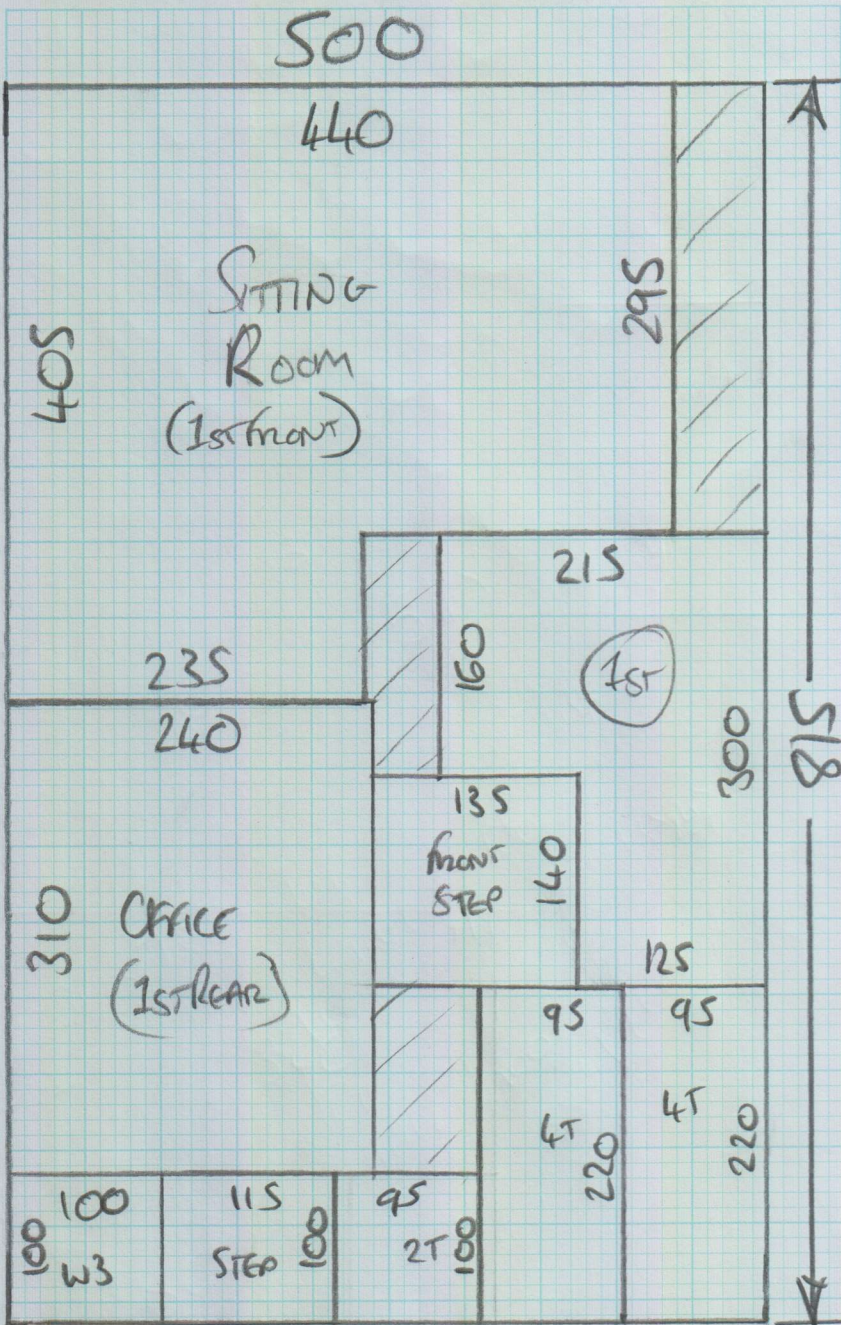 500
440
SITTING
ROOM
(1ST FRONT)
405
295
215
160
1ST
235
240
300
815
135
FRONT
STEP
140
310
OFFICE
(1ST REAR)
125
95
95
4T
220
4T
220
100
100
W3
115
STEP
100
95
2T
100